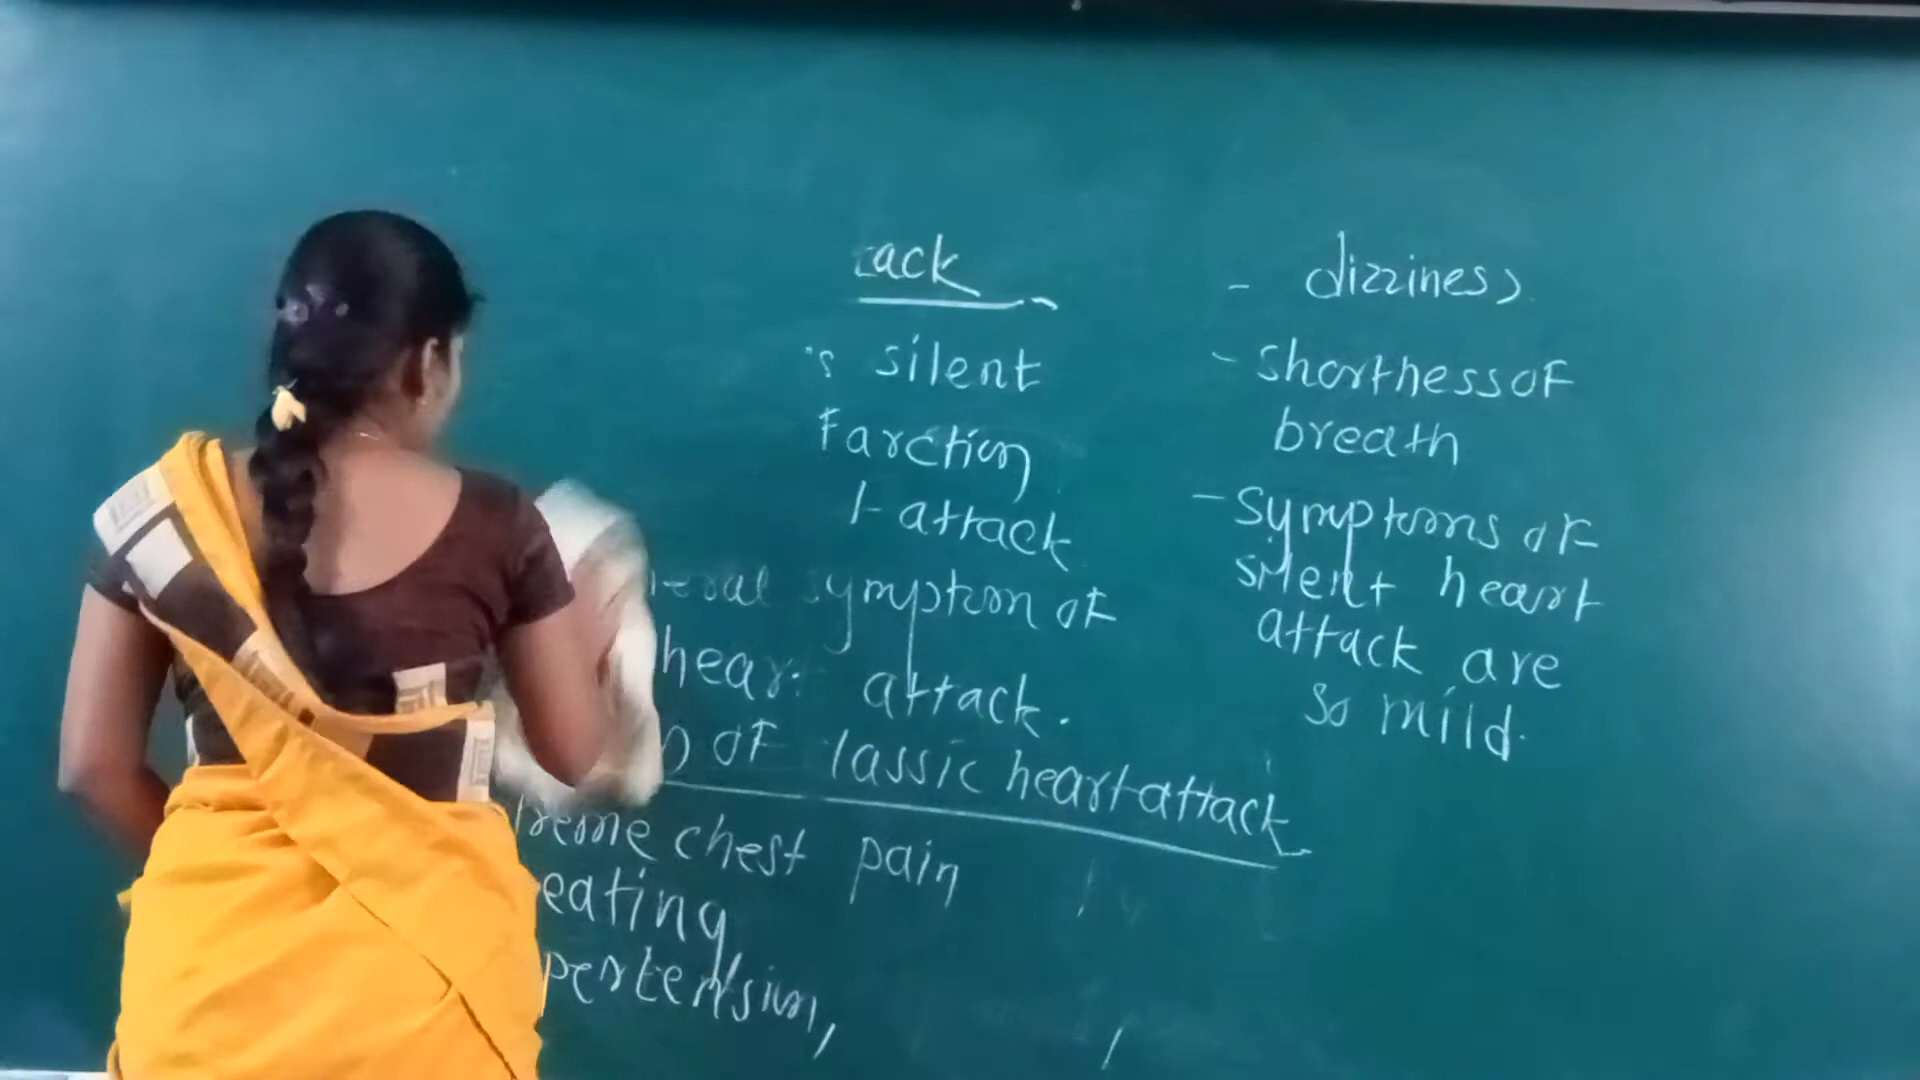 ack
silent
Farction
attack
symptom of
heart attack.
of lassic heart attack
chest pain
eating
pertension,
- dizziness
- shortness of
breath
- symptoms of
silent heart
attack are
so mild.